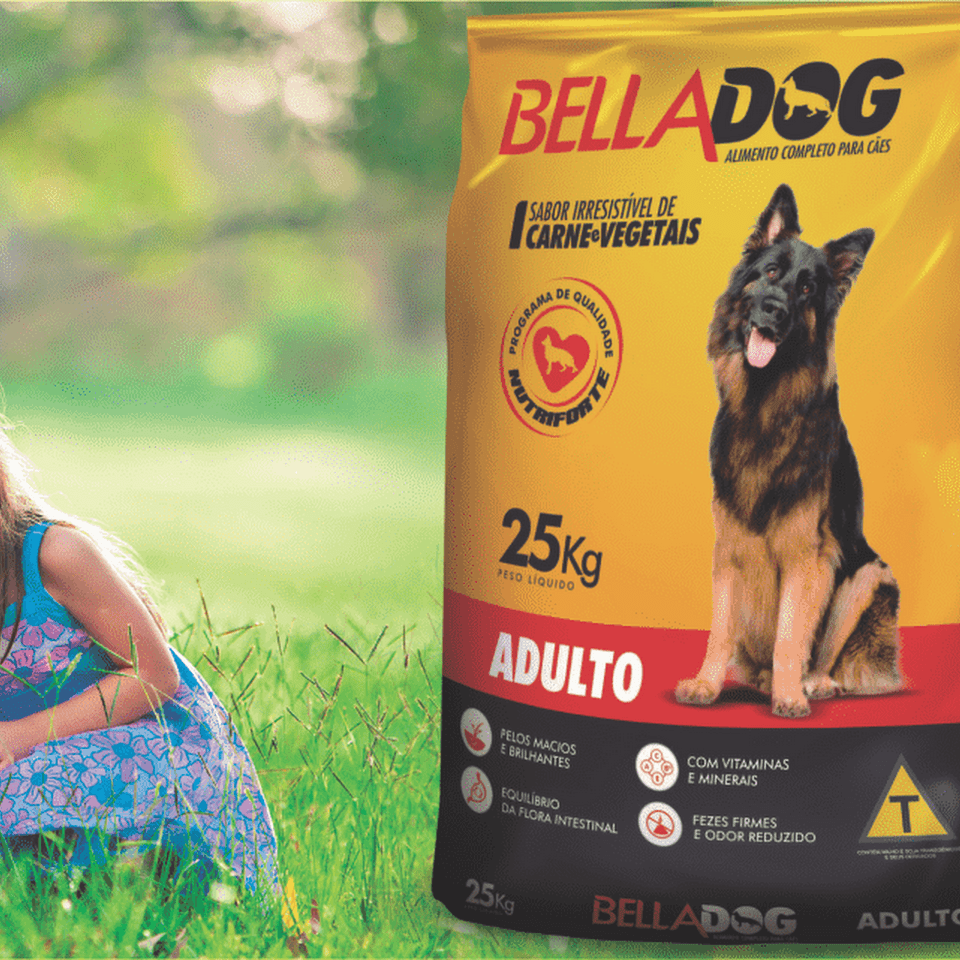 BELLADOG
ALIMENTO COMPLETO PARA CÃES
SABOR IRRESISTÍVEL DE
CARNE e VEGETAIS
PROGRAMA DE QUALIDADE
NUTRIFORTE
25Kg
PESO LÍQUIDO
ADULTO
PELOS MACIOS
E BRILHANTES
EQUILÍBRIO
DA FLORA INTESTINAL
COM VITAMINAS
E MINERAIS
FEZES FIRMES
E ODOR REDUZIDO
T
25Kg
BELLADOG
ADULTO